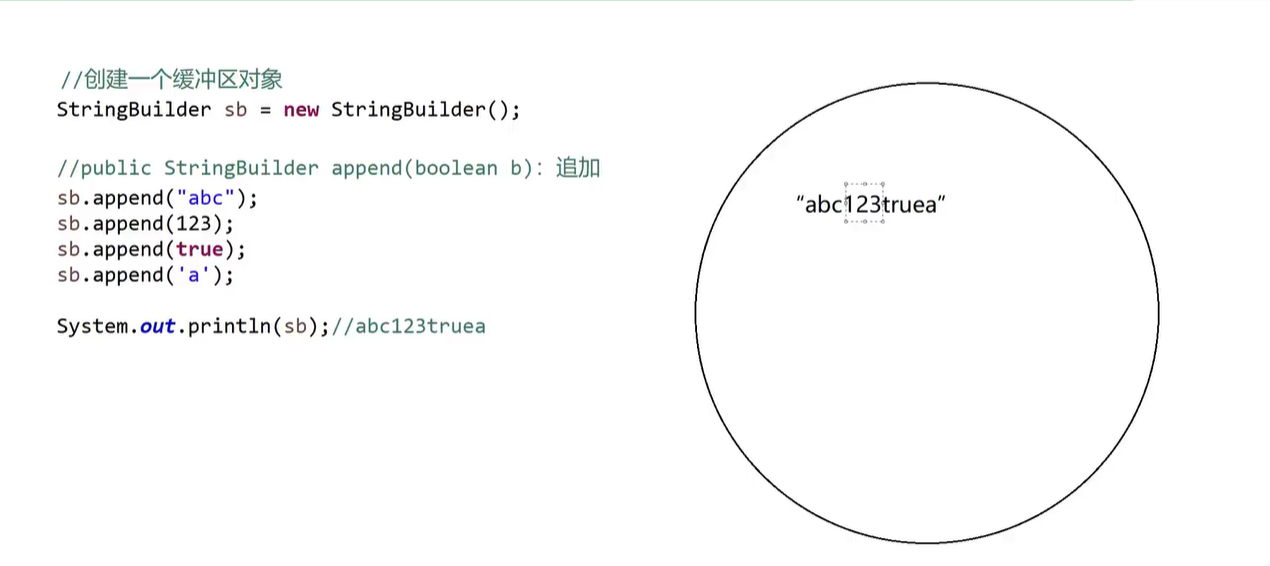 //创建一个缓冲区对象
StringBuilder sb = new StringBuilder();
//public StringBuilder append(boolean b): 追加
sb.append("abc");
sb.append(123);
sb.append(true);
sb.append('a');
System.out.println(sb);//abc123truea
“abc123truea”